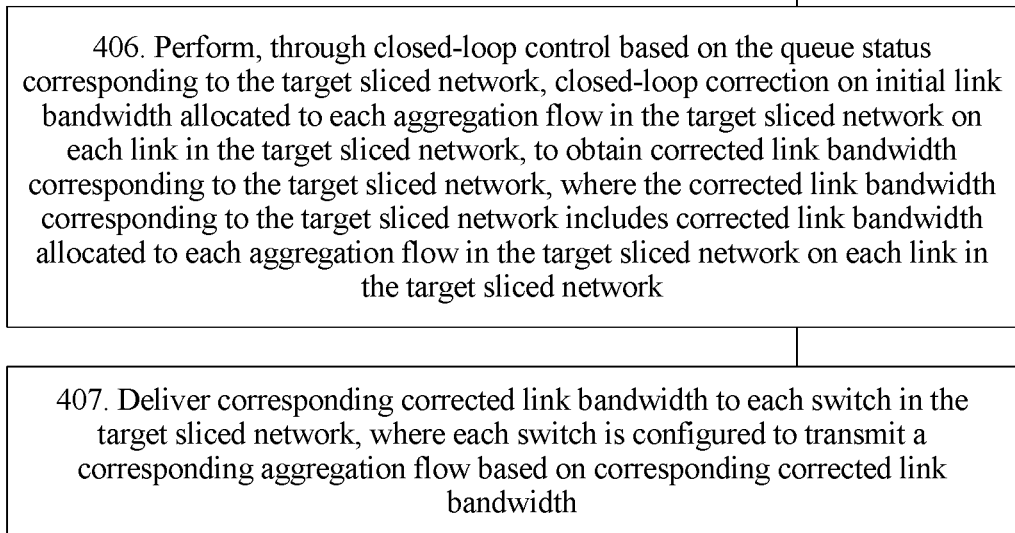 406. Perform, through closed-loop control based on the queue status
corresponding to the target sliced network, closed-loop correction on initial link
bandwidth allocated to each aggregation flow in the target sliced network on
each link in the target sliced network, to obtain corrected link bandwidth
corresponding to the target sliced network, where the corrected link bandwidth
corresponding to the target sliced network includes corrected link bandwidth
allocated to each aggregation flow in the target sliced network on each link in
the target sliced network
407. Deliver corresponding corrected link bandwidth to each switch in the
target sliced network, where each switch is configured to transmit a
corresponding aggregation flow based on corresponding corrected link
bandwidth